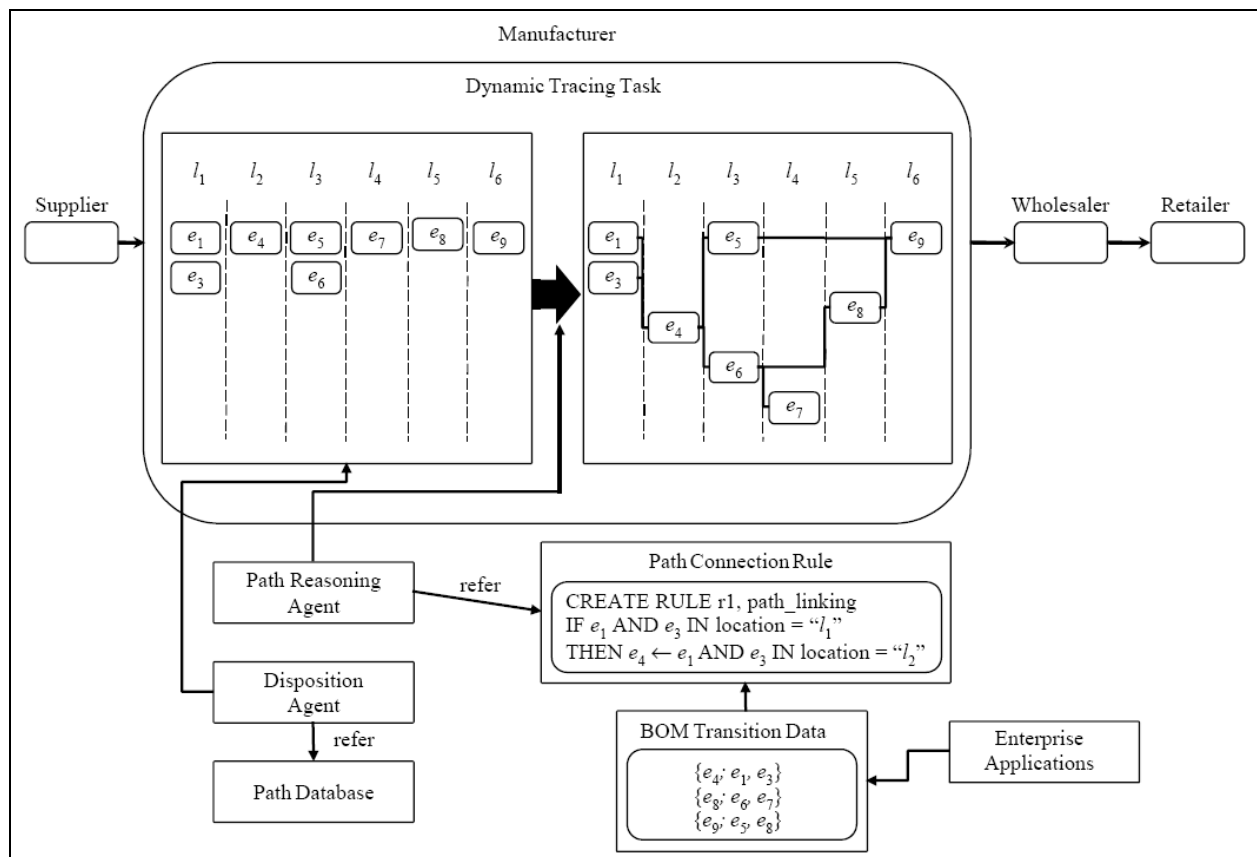 Manufacturer
Dynamic Tracing Task
l₁ l₂ l₃ l₄ l₅ l₆
e₁ e₄ e₅ e₇ e₈ e₉
e₃ e₆
l₁ l₂ l₃ l₄ l₅ l₆
e₁ e₅ e₉
e₃
e₈
e₄
e₆
e₇
Supplier
Wholesaler
Retailer
Path Reasoning
Agent
refer
Disposition
Agent
refer
Path Database
Path Connection Rule
CREATE RULE r1, path_linking
IF e₁ AND e₃ IN location = “l₁”
THEN e₄ ← e₁ AND e₃ IN location = “l₂”
BOM Transition Data
{e₄; e₁, e₃}
{e₈; e₆, e₇}
{e₉; e₅, e₈}
Enterprise
Applications